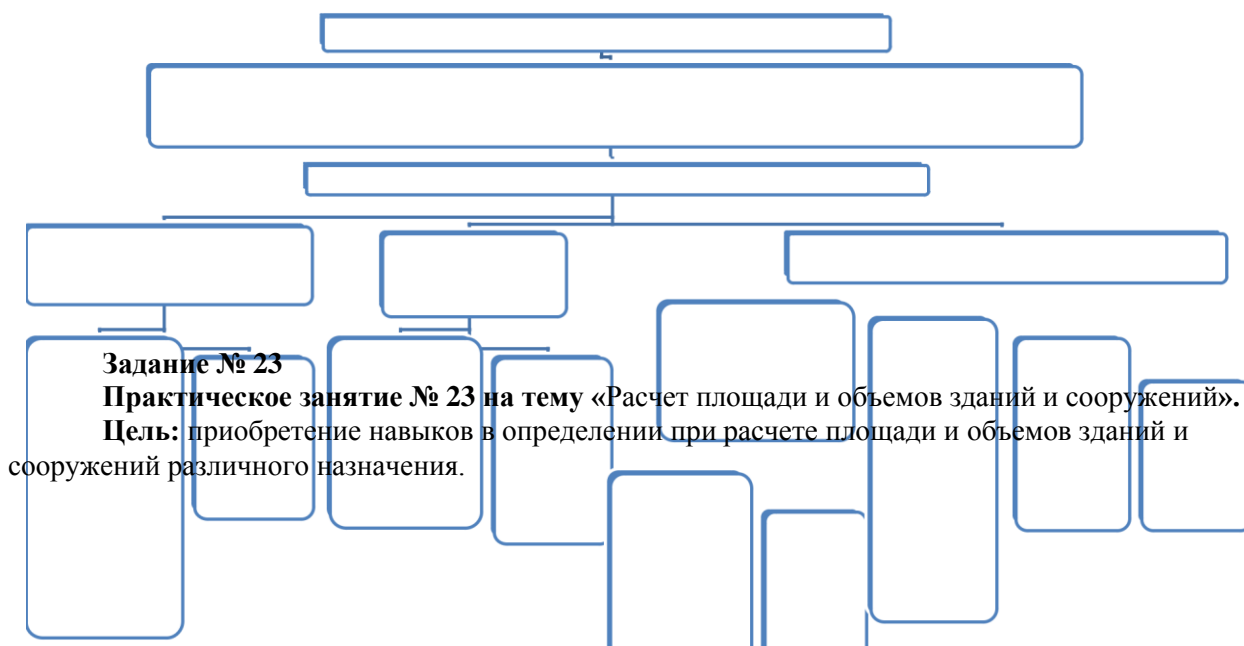 Задание № 23
Практическое занятие № 23 на тему «Расчет площади и объемов зданий и сооружений».
Цель: приобретение навыков в определении при расчете площади и объемов зданий и
сооружений различного назначения.